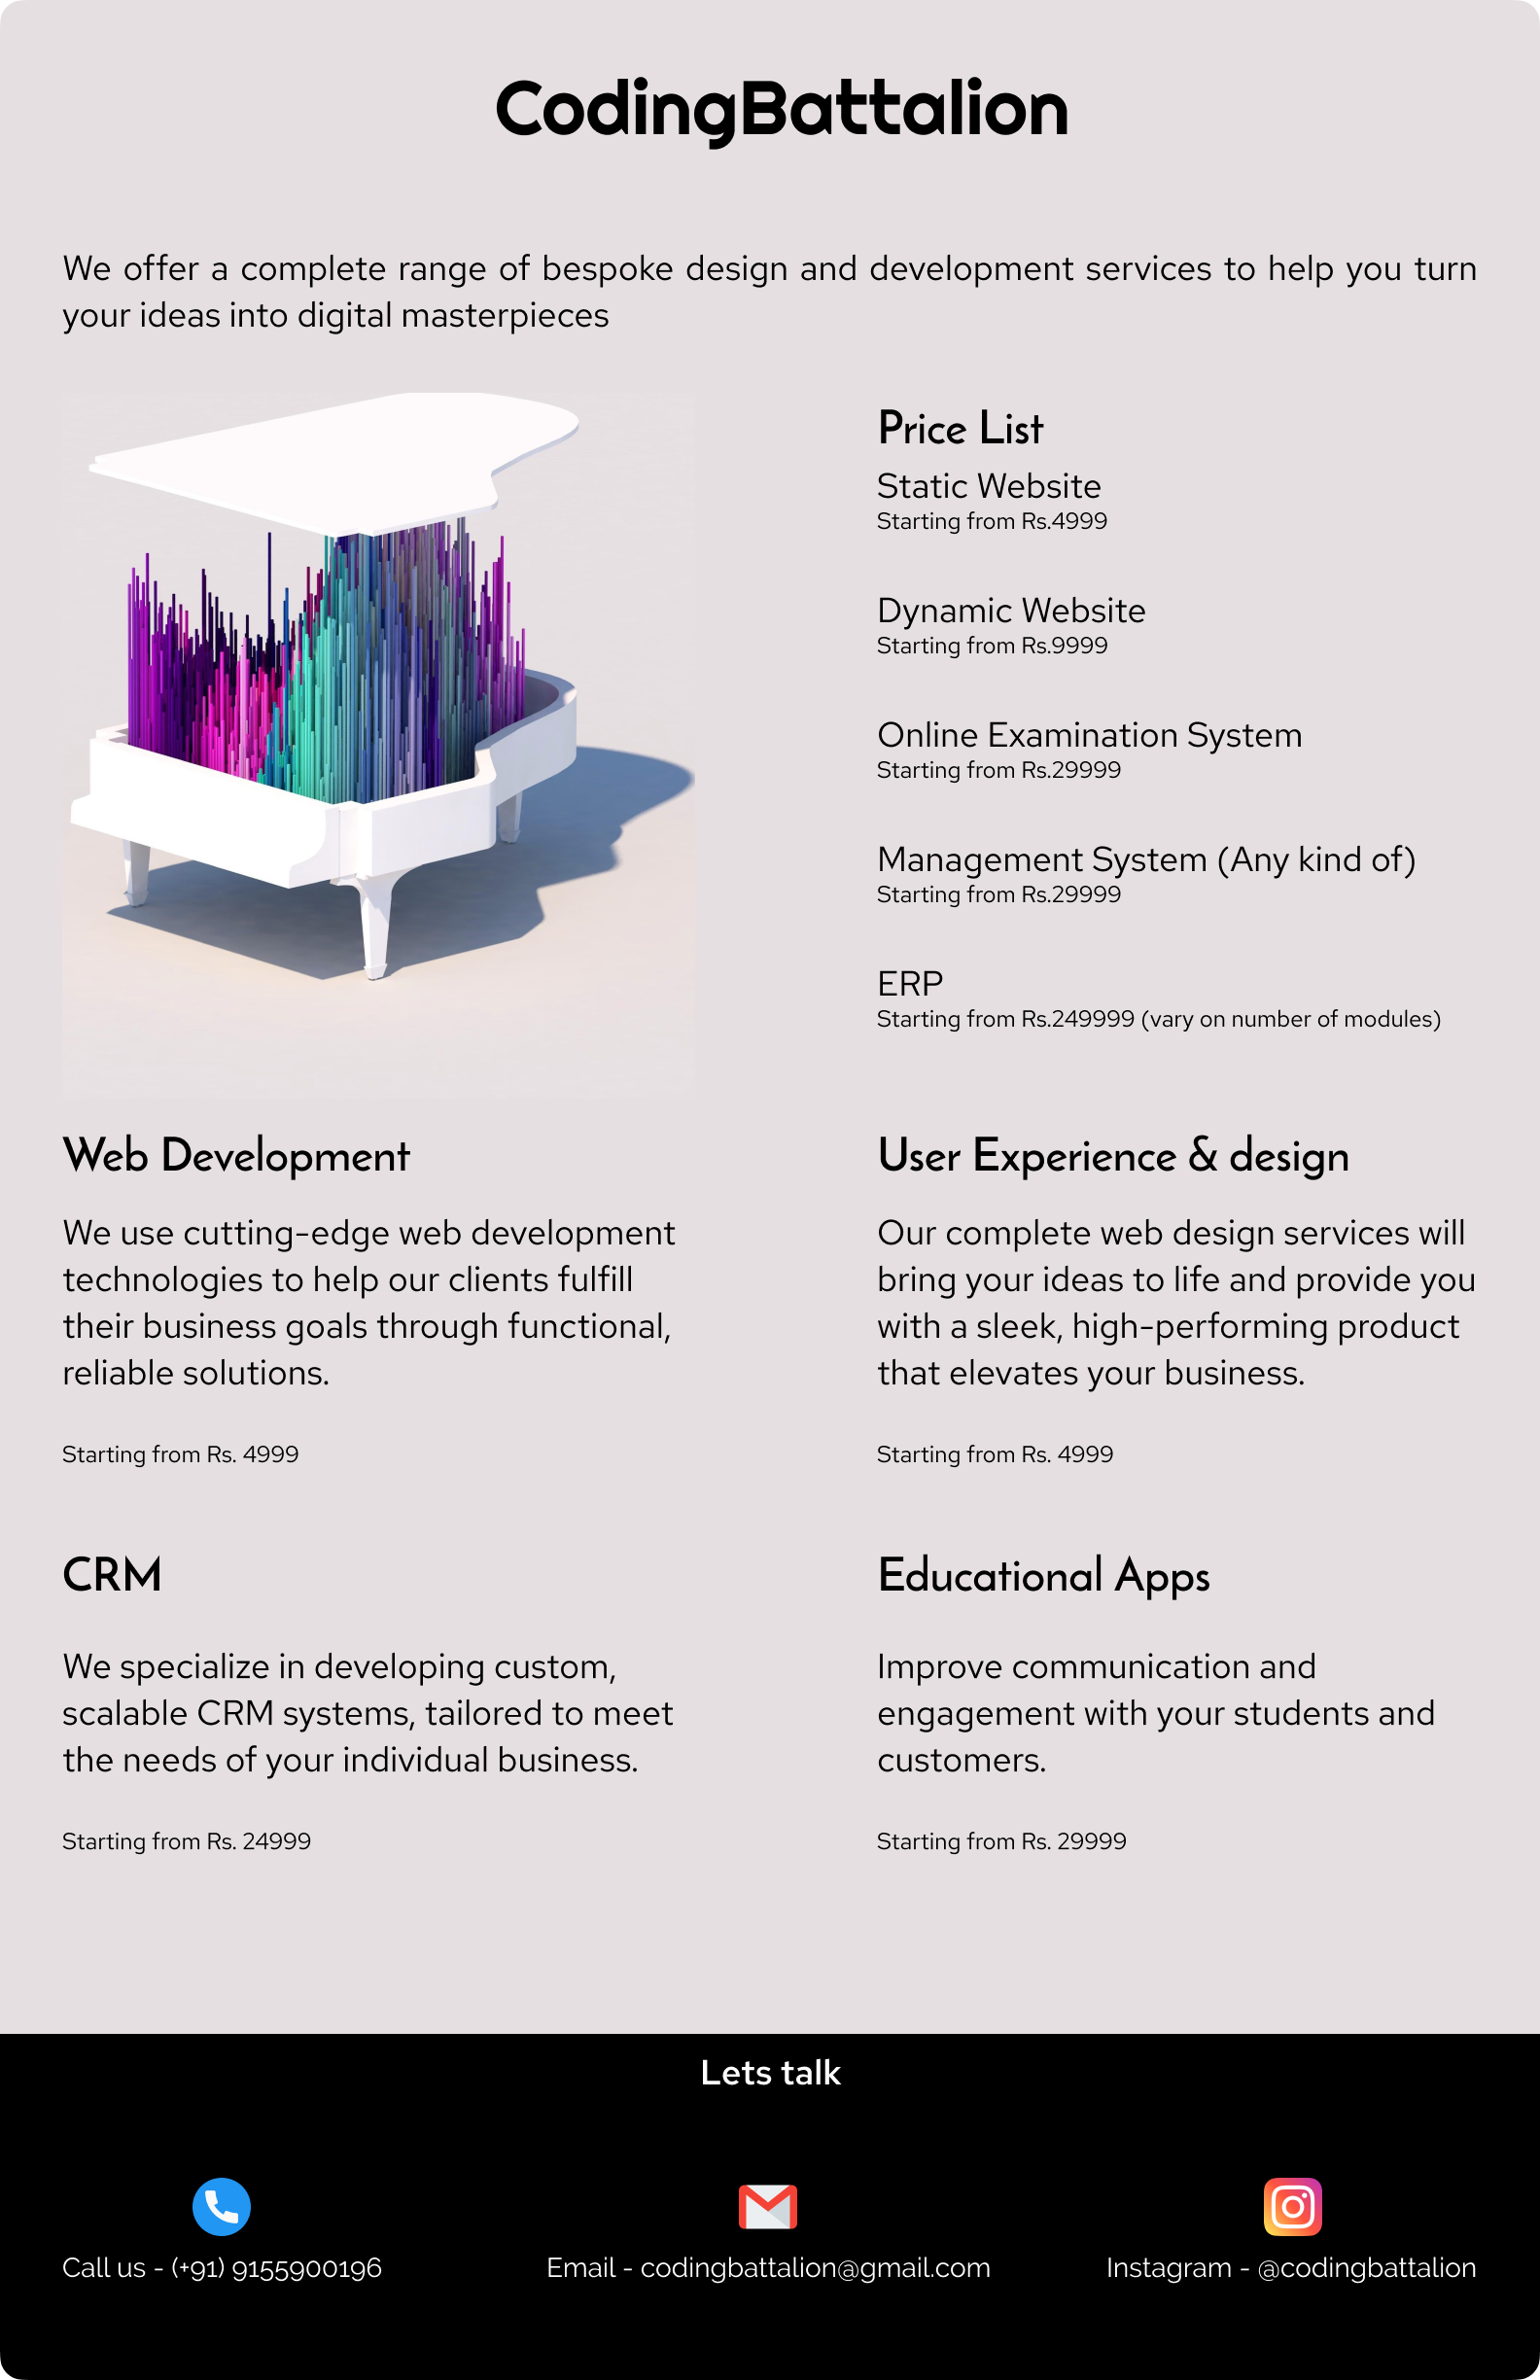 CodingBattalion
We offer a complete range of bespoke design and development services to help you turn
your ideas into digital masterpieces
Price List
Static Website
Starting from Rs.4999
Dynamic Website
Starting from Rs.9999
Online Examination System
Starting from Rs.29999
Management System (Any kind of)
Starting from Rs.29999
ERP
Starting from Rs.249999 (vary on number of modules)
Web Development
We use cutting-edge web development
technologies to help our clients fulfill
their business goals through functional,
reliable solutions.
Starting from Rs. 4999
User Experience & design
Our complete web design services will
bring your ideas to life and provide you
with a sleek, high-performing product
that elevates your business.
Starting from Rs. 4999
CRM
We specialize in developing custom,
scalable CRM systems, tailored to meet
the needs of your individual business.
Starting from Rs. 24999
Educational Apps
Improve communication and
engagement with your students and
customers.
Starting from Rs. 29999
Lets talk
Call us - (+91) 9155900196
Email - codingbattalion@gmail.com
Instagram - @codingbattalion